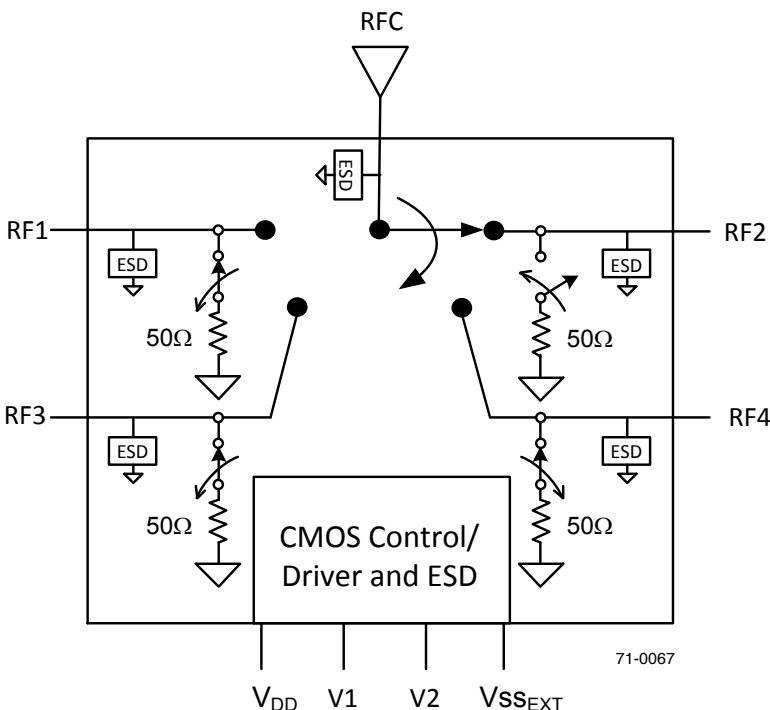 RFC
ESD
RF1
RF2
ESD
ESD
50Ω
50Ω
RF3
RF4
ESD
ESD
50Ω
50Ω
CMOS Control/
Driver and ESD
71-0067
VDD V1 V2 VSSEXT